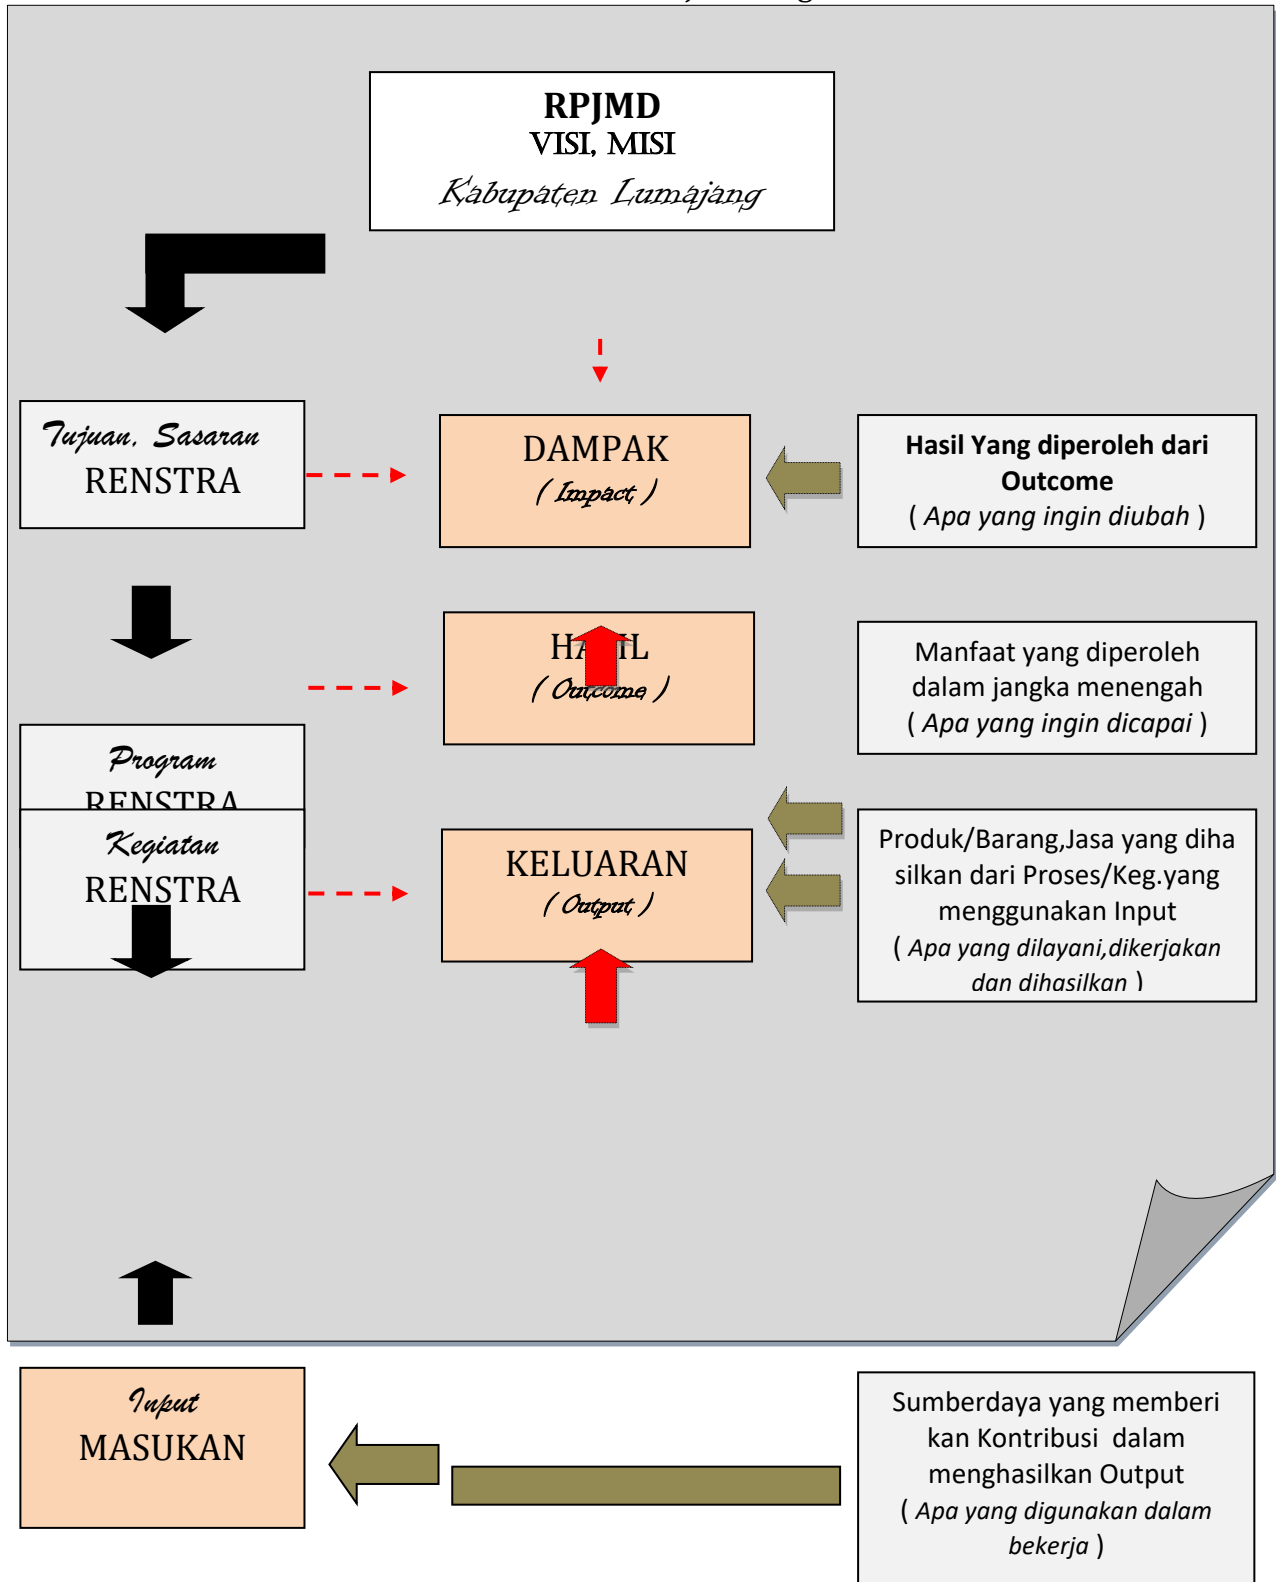 RPJMD
VISI, MISI
Kabupaten Lumajang
Tujuan, Sasaran
RENSTRA
DAMPAK
( Impact )
Hasil Yang diperoleh dari
Outcome
( Apa yang ingin diubah )
( Outcome )
Manfaat yang diperoleh
dalam jangka menengah
( Apa yang ingin dicapai )
Program
RENSTRA
Kegiatan
RENSTRA
KELUARAN
( Output )
Produk/Barang,Jasa yang diha
silkan dari Proses/Keg.yang
menggunakan Input
( Apa yang dilayani,dikerjakan
dan dihasilkan )
Input
MASUKAN
Sumberdaya yang memberi
kan Kontribusi dalam
menghasilkan Output
( Apa yang digunakan dalam
bekerja )